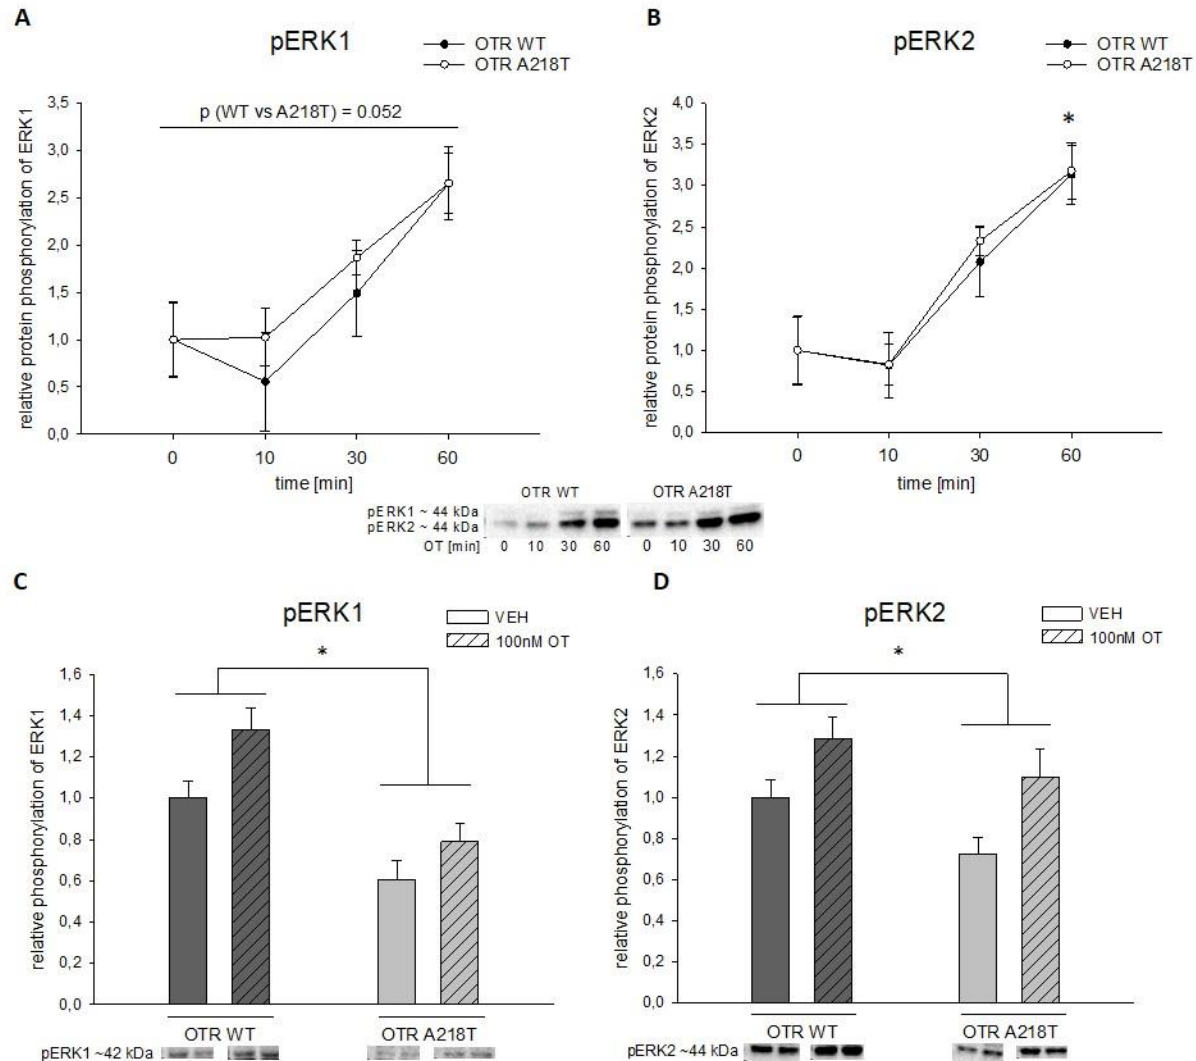 A
pERK1
OTR WT
OTR A218T
p (WT vs A218T) = 0.052
relative protein phosphorylation of ERK1
3,5
3,0
2,5
2,0
1,5
1,0
0,5
0,0
0 10 30 60
time [min]
B
pERK2
OTR WT
OTR A218T
*
relative protein phosphorylation of ERK2
4,0
3,5
3,0
2,5
2,0
1,5
1,0
0,5
0,0
0 10 30 60
time [min]
OTR WT OTR A218T
pERK1 ~ 44 kDa
pERK2 ~ 44 kDa
OT [min] 0 10 30 60 0 10 30 60
C
pERK1
VEH
100nM OT
*
relative phosphorylation of ERK1
1,6
1,4
1,2
1,0
0,8
0,6
0,4
0,2
0,0
OTR WT OTR A218T
pERK1 ~42 kDa
D
pERK2
VEH
100nM OT
*
relative phosphorylation of ERK2
1,6
1,4
1,2
1,0
0,8
0,6
0,4
0,2
0,0
OTR WT OTR A218T
pERK2 ~44 kDa